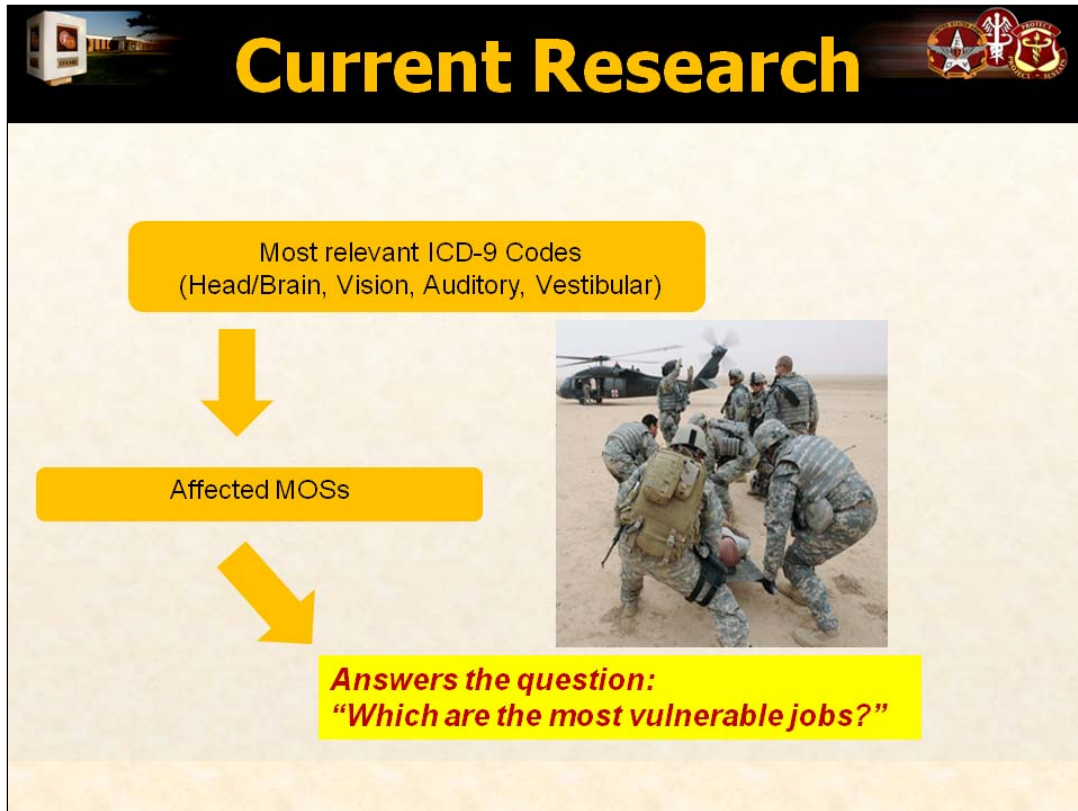 Current Research
Most relevant ICD-9 Codes
(Head/Brain, Vision, Auditory, Vestibular)
Affected MOSs
Answers the question:
“Which are the most vulnerable jobs?”